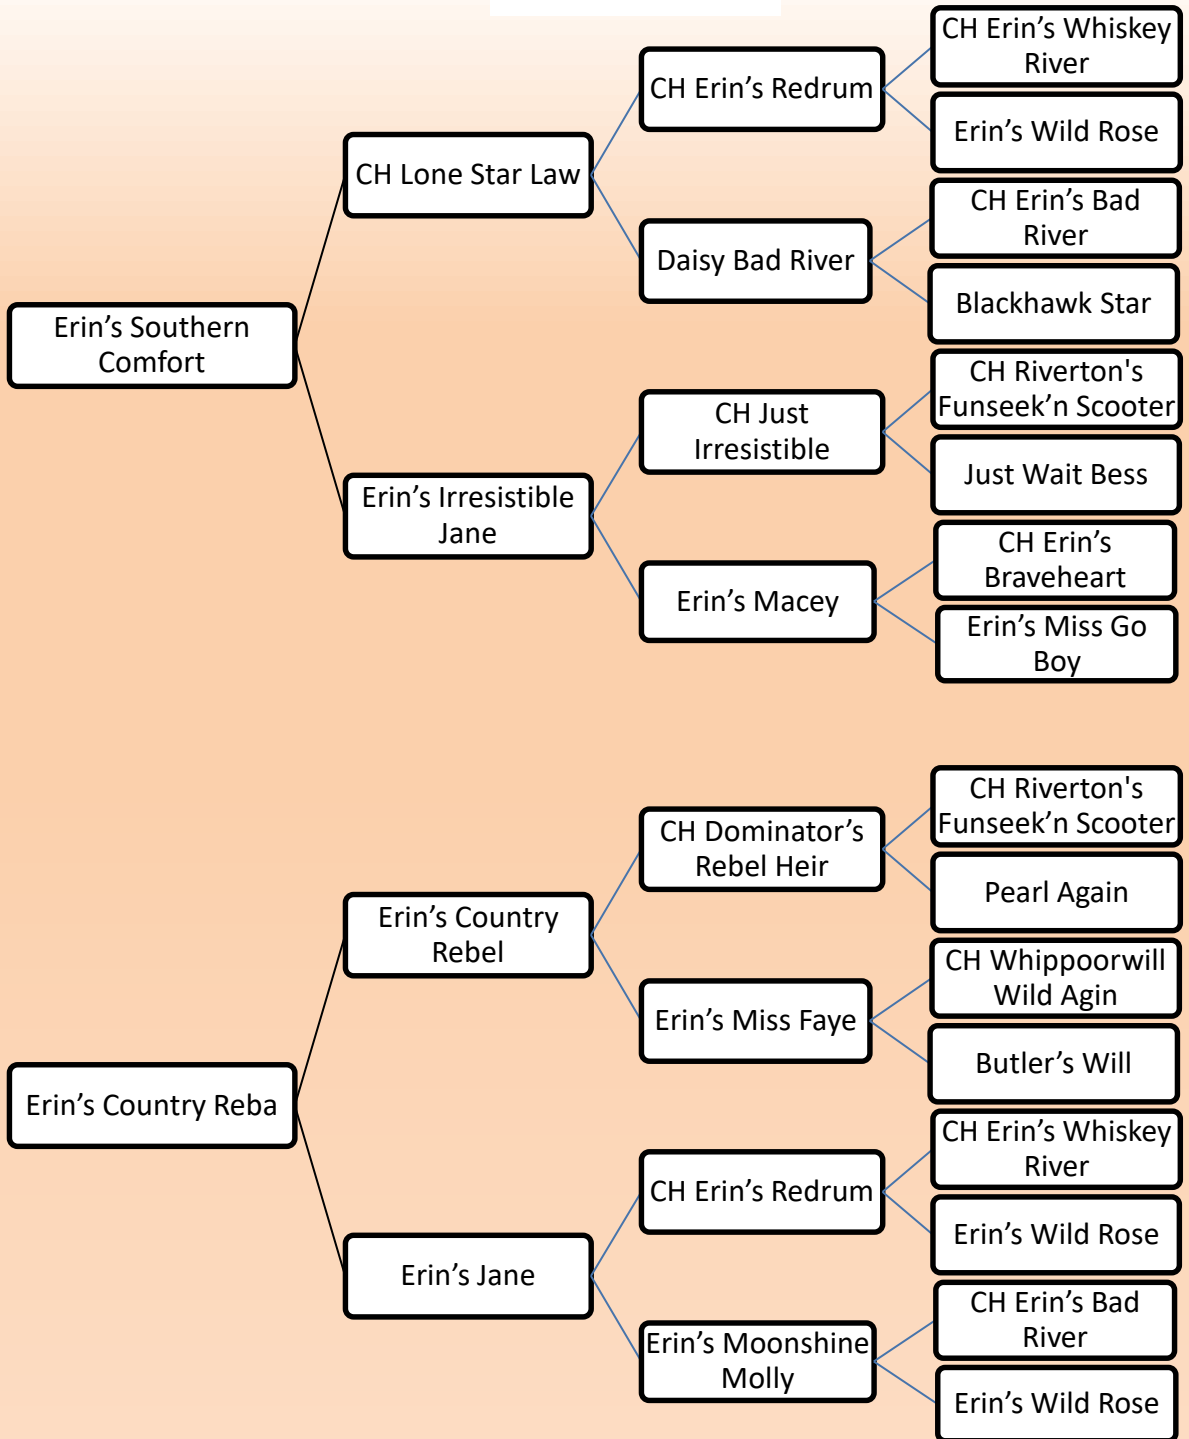 Erin’s Southern
Comfort
CH Lone Star Law
CH Erin’s Redrum
CH Erin’s Whiskey
River
Erin’s Wild Rose
Daisy Bad River
CH Erin’s Bad
River
Blackhawk Star
Erin’s Irresistible
Jane
CH Just
Irresistible
CH Riverton's
Funseek’n Scooter
Just Wait Bess
Erin’s Macey
CH Erin’s
Braveheart
Erin’s Miss Go
Boy
Erin’s Country Reba
Erin’s Country
Rebel
CH Dominator’s
Rebel Heir
CH Riverton's
Funseek’n Scooter
Pearl Again
Erin’s Miss Faye
CH Whippoorwill
Wild Agin
Butler’s Will
Erin’s Jane
CH Erin’s Redrum
CH Erin’s Whiskey
River
Erin’s Wild Rose
Erin’s Moonshine
Molly
CH Erin’s Bad
River
Erin’s Wild Rose